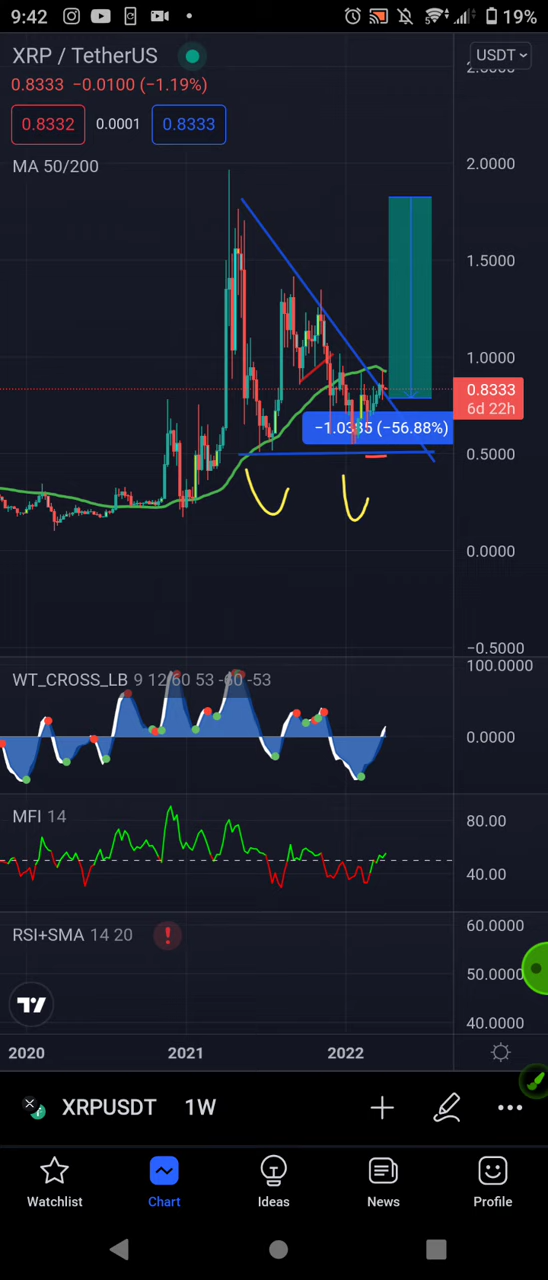 9:42
19%
XRP / TetherUS
USDT
2.0000
0.8333 −0.0100 (−1.19%)
0.8332
0.0001
0.8333
MA 50/200
2.0000
1.5000
1.0000
0.8333
6d 22h
−1.0385 (−56.88%)
0.5000
0.0000
−0.5000
WT_CROSS_LB 9 12 60 53 -60 -53
100.0000
0.0000
MFI 14
80.00
40.00
RSI+SMA 14 20
!
60.0000
50.0000
40.0000
2020
2021
2022
XRPUSDT
1W
Watchlist
Chart
Ideas
News
Profile